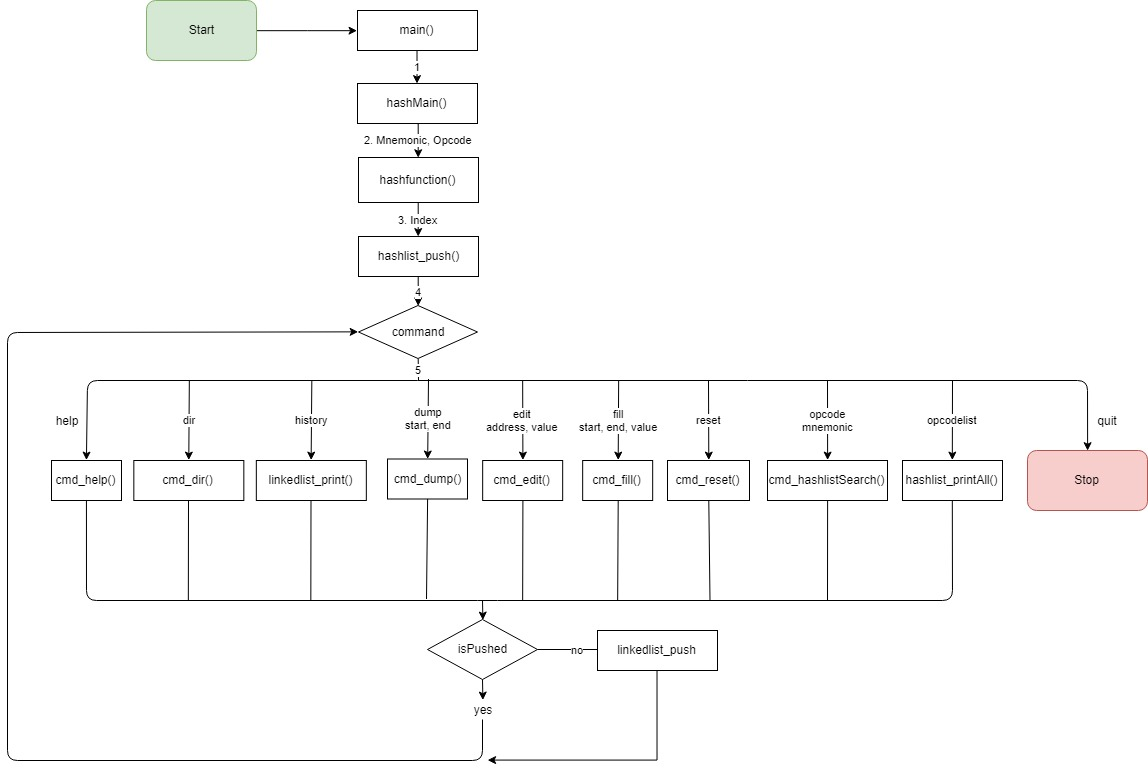 Start
main()
1
hashMain()
2. Mnemonic, Opcode
hashfunction()
3. Index
hashlist_push()
4
command
5
help
dir
history
dump
start, end
edit
address, value
fill
start, end, value
reset
opcode
mnemonic
opcodelist
quit
cmd_help()
cmd_dir()
linkedlist_print()
cmd_dump()
cmd_edit()
cmd_fill()
cmd_reset()
cmd_hashlistSearch()
hashlist_printAll()
Stop
isPushed
no
linkedlist_push
yes